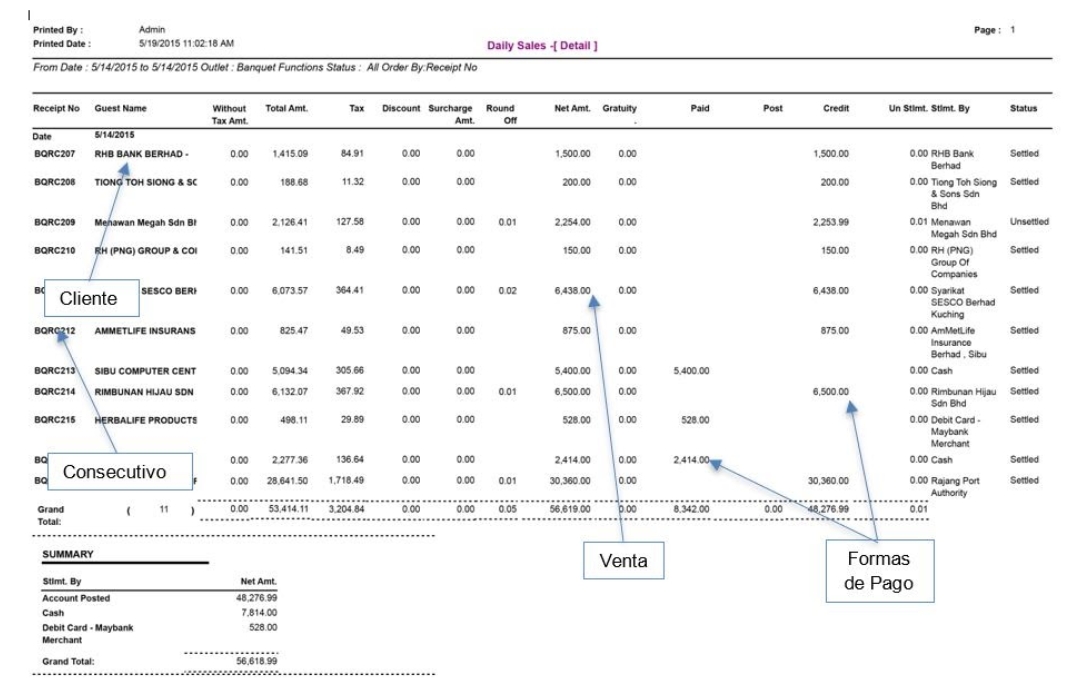 Printed By : Admin Page : 1
Printed Date : 5/19/2015 11:02:18 AM Daily Sales -[ Detail ]
From Date : 5/14/2015 to 5/14/2015 Outlet : Banquet Functions Status : All Order By:Receipt No
Receipt No Guest Name Without Total Amt. Tax Discount Surcharge Round Net Amt. Gratuity Paid Post Credit Un Stlmt. Stlmt. By Status
Tax Amt. Amt. Off .
Date 5/14/2015
BQRC207 RHB BANK BERHAD - 0.00 1,415.09 84.91 0.00 0.00 1,500.00 0.00 1,500.00 0.00 RHB Bank Settled
Berhad
BQRC208 TIONG TOH SIONG & SC 0.00 188.68 11.32 0.00 0.00 200.00 0.00 200.00 0.00 Tiong Toh Siong Settled
& Sons Sdn
Bhd
BQRC209 Menawan Megah Sdn Bh 0.00 2,126.41 127.58 0.00 0.00 0.01 2,254.00 0.00 2,253.99 0.01 Menawan Unsettled
Megah Sdn Bhd
BQRC210 RH (PNG) GROUP & COI 0.00 141.51 8.49 0.00 0.00 150.00 0.00 150.00 0.00 RH (PNG) Settled
Group Of
Companies
SESCO BERH 0.00 6,073.57 364.41 0.00 0.00 0.02 6,438.00 0.00 6,438.00 0.00 Syarikat Settled
Cliente
SESCO Berhad
Kuching
BQRC212 AMMETLIFE INSURANS 0.00 825.47 49.53 0.00 0.00 875.00 0.00 875.00 0.00 AmMetLife Settled
Insurance
Berhad , Sibu
BQRC213 SIBU COMPUTER CENT 0.00 5,094.34 305.66 0.00 0.00 5,400.00 0.00 5,400.00 0.00 Cash Settled
BQRC214 RIMBUNAN HIJAU SDN 0.00 6,132.07 367.92 0.00 0.00 0.01 6,500.00 0.00 6,500.00 0.00 Rimbunan Hijau Settled
Sdn Bhd
BQRC215 HERBALIFE PRODUCTS 0.00 498.11 29.89 0.00 0.00 528.00 0.00 528.00 0.00 Debit Card - Settled
Maybank
Merchant
BQ 0.00 2,277.36 136.64 0.00 0.00 2,414.00 0.00 2,414.00 0.00 Cash Settled
Consecutivo
BQ 0.00 28,641.50 1,718.49 0.00 0.00 0.01 30,360.00 0.00 30,360.00 0.00 Rajang Port Settled
Authority
Grand ( 11 ) 0.00 53,414.11 3,204.84 0.00 0.00 0.05 56,619.00 0.00 8,342.00 0.00 48,276.99 0.01
Total:
Venta
Formas
de Pago
SUMMARY
Stlmt. By Net Amt.
Account Posted 48,276.99
Cash 7,814.00
Debit Card - Maybank 528.00
Merchant
Grand Total: 56,618.99